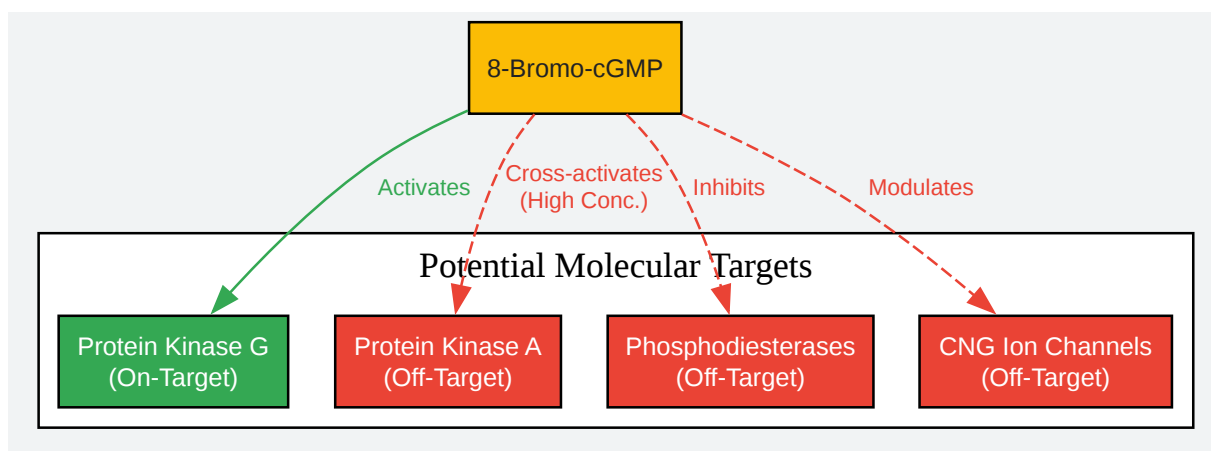 8-Bromo-cGMP
Activates
Cross-activates
(High Conc.)
Inhibits
Modulates
Potential Molecular Targets
Protein Kinase G
(On-Target)
Protein Kinase A
(Off-Target)
Phosphodiesterases
(Off-Target)
CNG Ion Channels
(Off-Target)